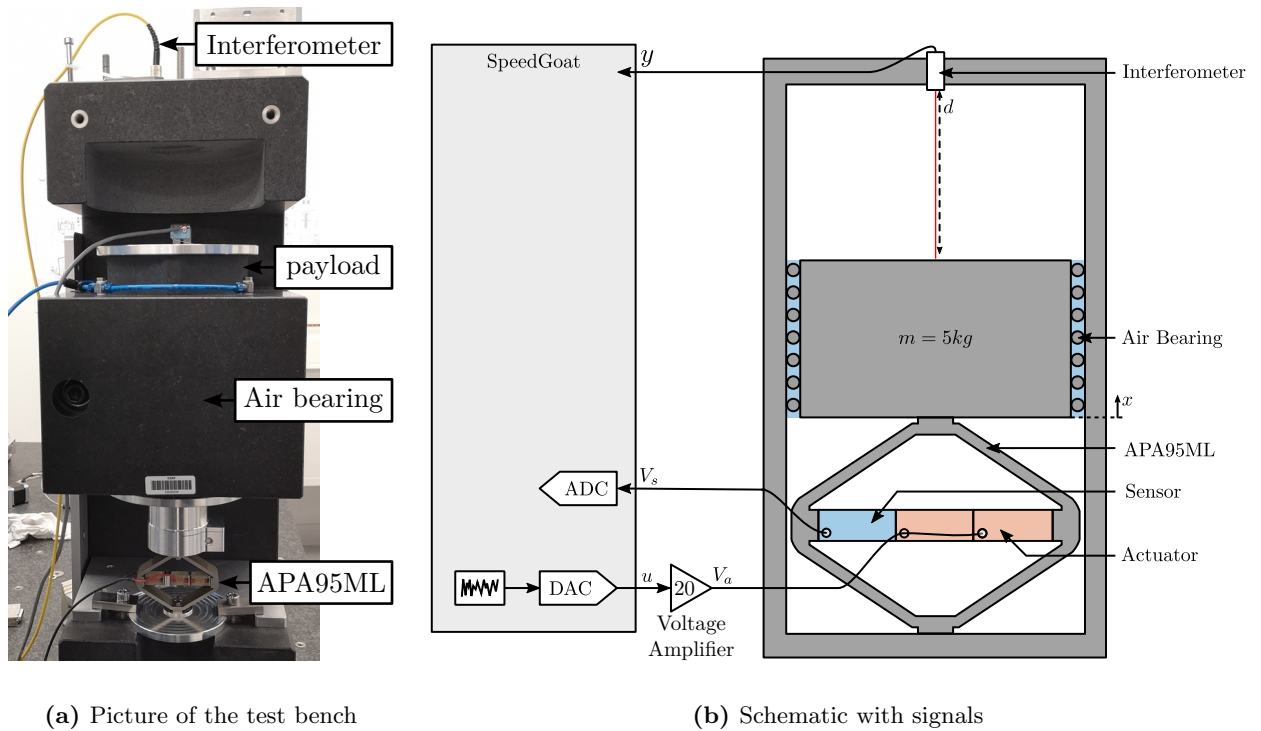 Interferometer
payload
Air bearing
APA95ML
SpeedGoat
y
Interferometer
d
m = 5kg
Air Bearing
x
APA95ML
ADC
V_s
Sensor
Actuator
DAC
u
20
V_a
Voltage
Amplifier
(a) Picture of the test bench
(b) Schematic with signals